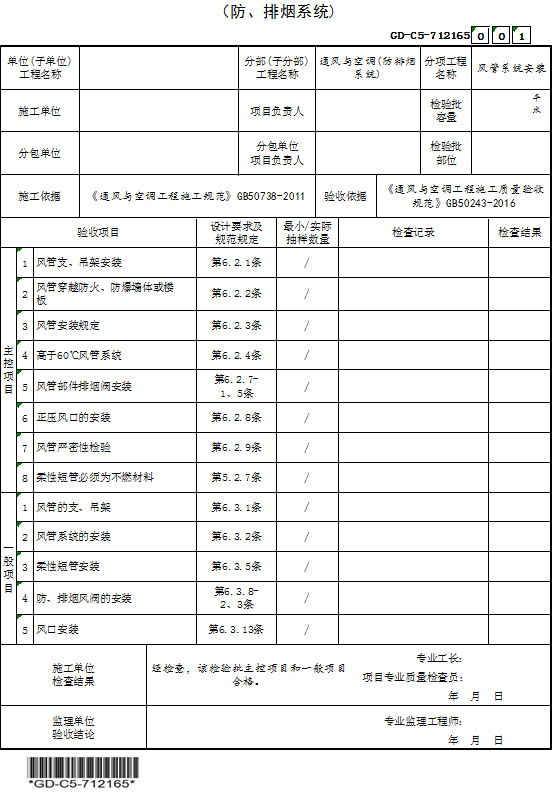 （防、排烟系统）
GD-C5-712165 0 0 1
单位(子单位)
工程名称
分部(子分部)
工程名称
通风与空调(防排烟
系统)
分项工程
名称
风管系统安装
施工单位
项目负责人
检验批
容量
千
水
分包单位
分包单位
项目负责人
检验批
部位
施工依据
《通风与空调工程施工规范》GB50738-2011
验收依据
《通风与空调工程施工质量验收
规范》GB50243-2016
验收项目
设计要求及
规范规定
最小/实际
抽样数量
检查记录
检查结果
主控项目
1 风管支、吊架安装 第6.2.1条 /
2 风管穿越防火、防爆墙体或楼
板 第6.2.2条 /
3 风管安装规定 第6.2.3条 /
4 高于60℃风管系统 第6.2.4条 /
5 风管部件排烟阀安装 第6.2.7-
1、5条 /
6 正压风口的安装 第6.2.8条 /
7 风管严密性检验 第6.2.9条 /
8 柔性短管必须为不燃材料 第5.2.7条 /
一般项目
1 风管的支、吊架 第6.3.1条 /
2 风管系统的安装 第6.3.2条 /
3 柔性短管安装 第6.3.5条 /
4 防、排烟风阀的安装 第6.3.8-
2、3条 /
5 风口安装 第6.3.13条 /
施工单位
检查结果
经检查，该检验批主控项目和一般项目
合格。
专业工长：
项目专业质量检查员：
年 月 日
监理单位
验收结论
专业监理工程师：
年 月 日
*GD-C5-712165*